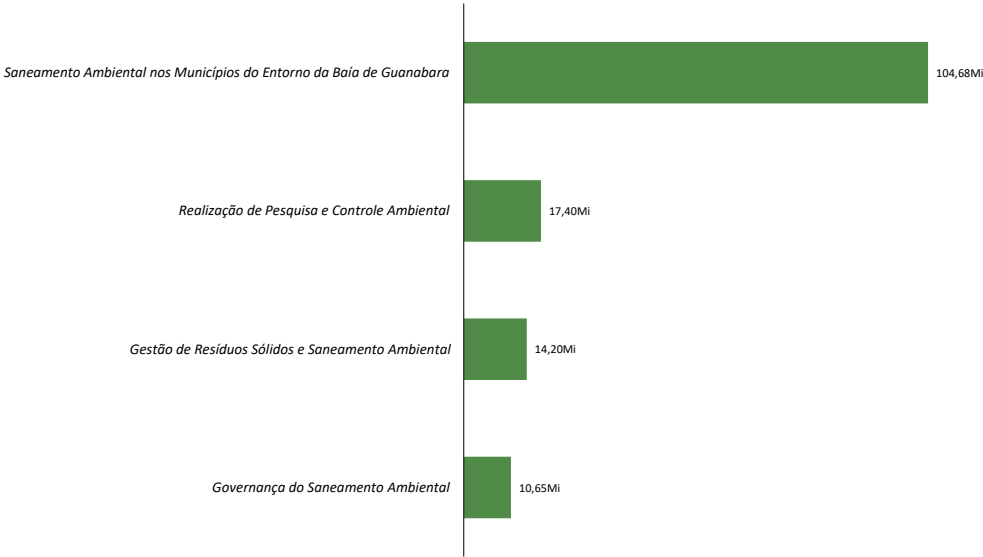 Saneamento Ambiental nos Municípios do Entorno da Baía de Guanabara
104,68Mi
Realização de Pesquisa e Controle Ambiental
17,40Mi
Gestão de Resíduos Sólidos e Saneamento Ambiental
14,20Mi
Governança do Saneamento Ambiental
10,65Mi